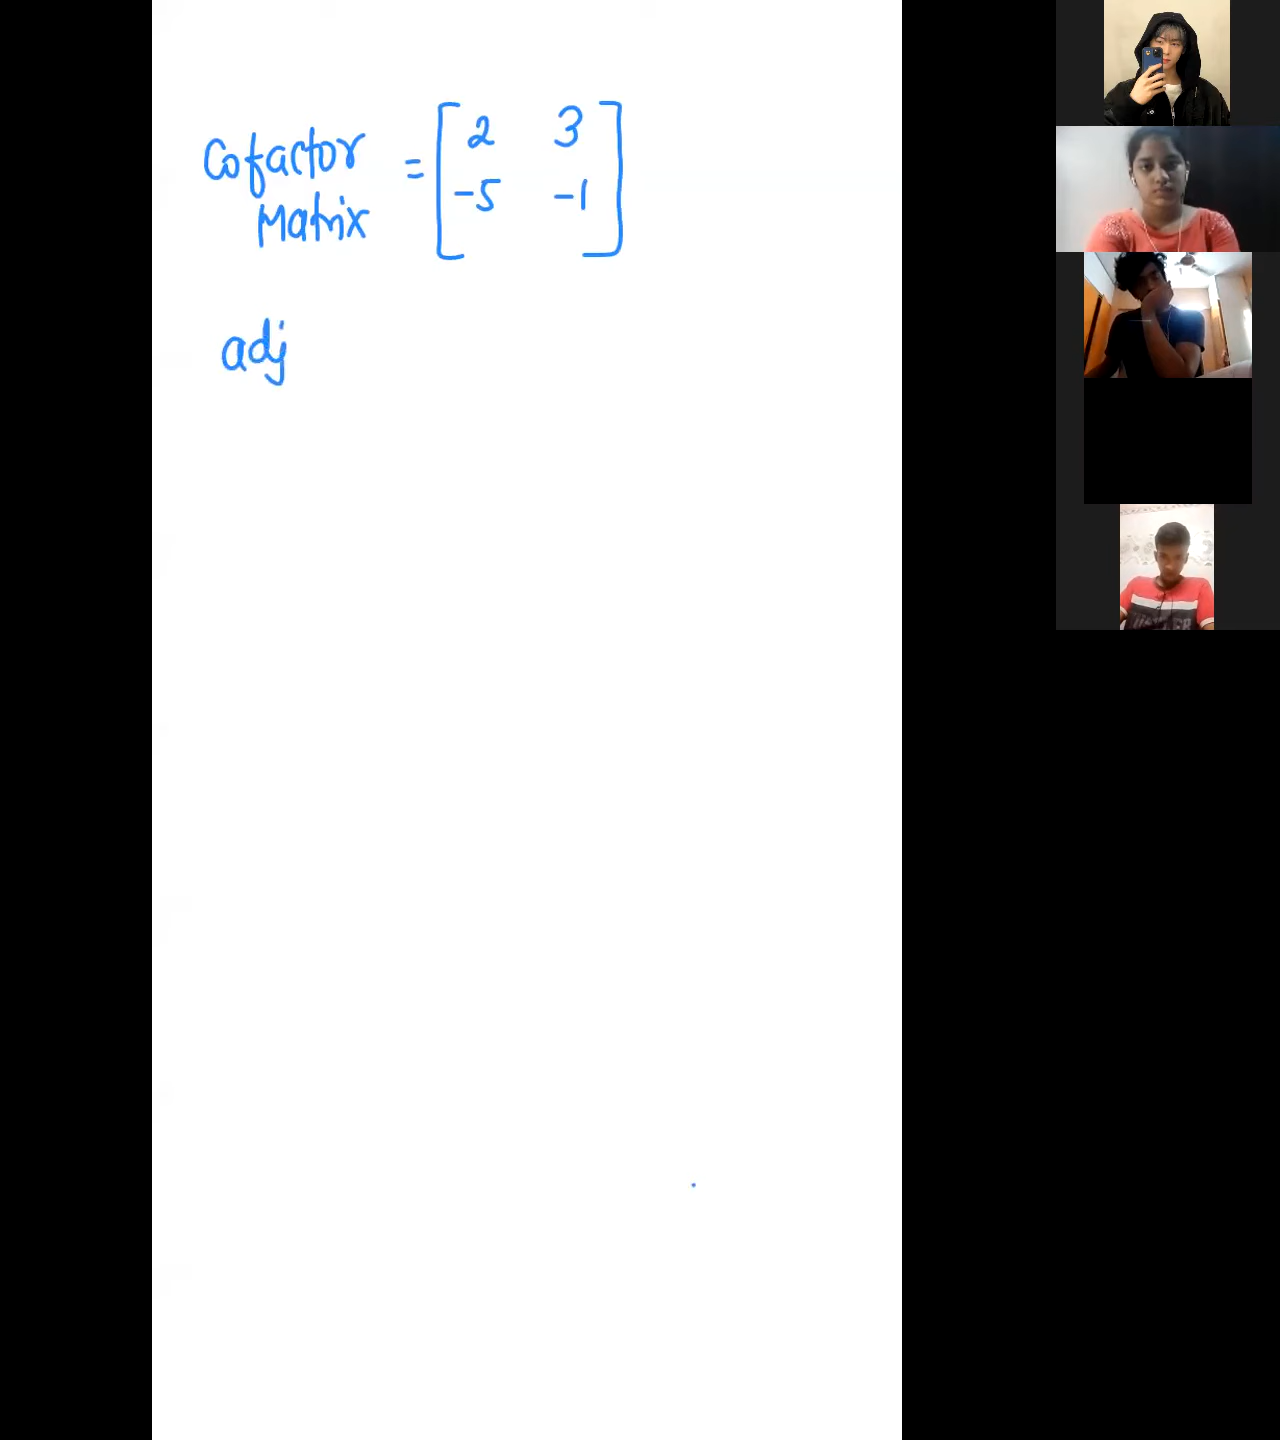 Cofactor
Matrix = [2 3
-5 -1]
adj